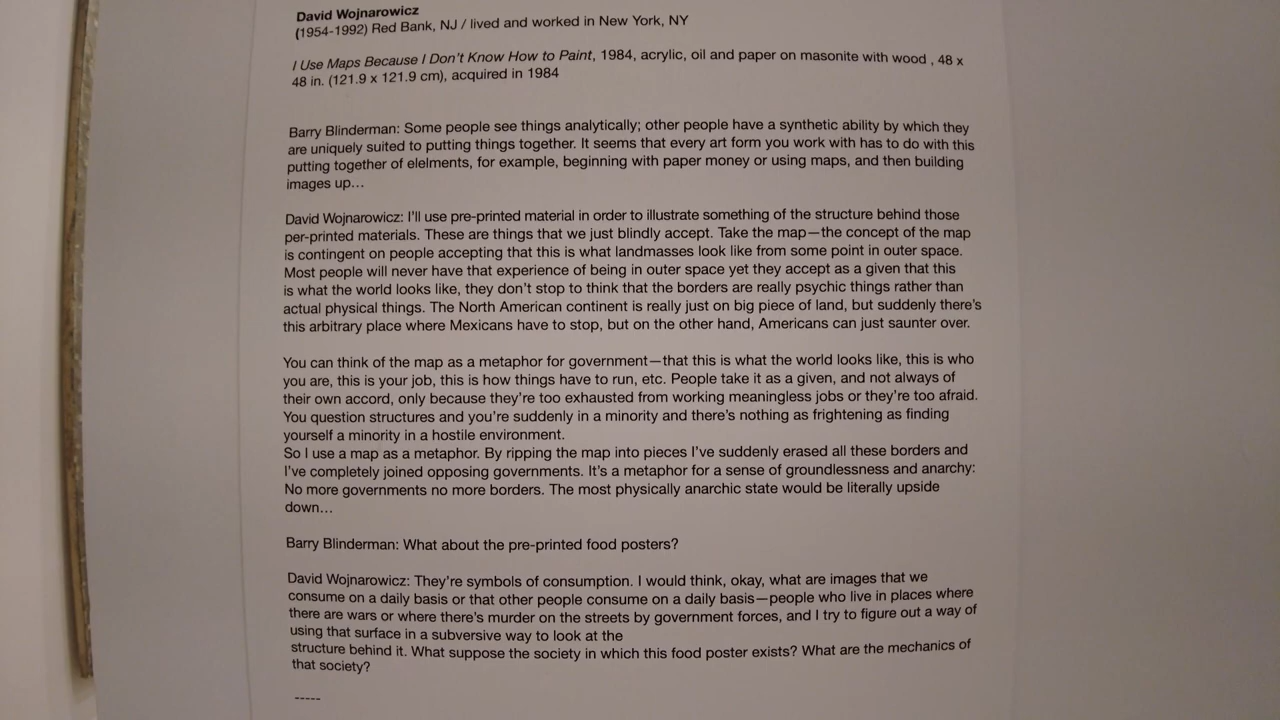 David Wojnarowicz
(1954-1992) Red Bank, NJ / lived and worked in New York, NY
I Use Maps Because I Don't Know How to Paint, 1984, acrylic, oil and paper on masonite with wood , 48 x
48 in. (121.9 x 121.9 cm), acquired in 1984
Barry Blinderman: Some people see things analytically; other people have a synthetic ability by which they
are uniquely suited to putting things together. It seems that every art form you work with has to do with this
putting together of elelments, for example, beginning with paper money or using maps, and then building
images up…
David Wojnarowicz: I'll use pre-printed material in order to illustrate something of the structure behind those
per-printed materials. These are things that we just blindly accept. Take the map—the concept of the map
is contingent on people accepting that this is what landmasses look like from some point in outer space.
Most people will never have that experience of being in outer space yet they accept as a given that this
is what the world looks like, they don't stop to think that the borders are really psychic things rather than
actual physical things. The North American continent is really just on big piece of land, but suddenly there's
this arbitrary place where Mexicans have to stop, but on the other hand, Americans can just saunter over.
You can think of the map as a metaphor for government—that this is what the world looks like, this is who
you are, this is your job, this is how things have to run, etc. People take it as a given, and not always of
their own accord, only because they're too exhausted from working meaningless jobs or they're too afraid.
You question structures and you're suddenly in a minority and there's nothing as frightening as finding
yourself a minority in a hostile environment.
So I use a map as a metaphor. By ripping the map into pieces I've suddenly erased all these borders and
I've completely joined opposing governments. It's a metaphor for a sense of groundlessness and anarchy:
No more governments no more borders. The most physically anarchic state would be literally upside
down…
Barry Blinderman: What about the pre-printed food posters?
David Wojnarowicz: They're symbols of consumption. I would think, okay, what are images that we
consume on a daily basis or that other people consume on a daily basis—people who live in places where
there are wars or where there's murder on the streets by government forces, and I try to figure out a way of
using that surface in a subversive way to look at the
structure behind it. What suppose the society in which this food poster exists? What are the mechanics of
that society?
-----